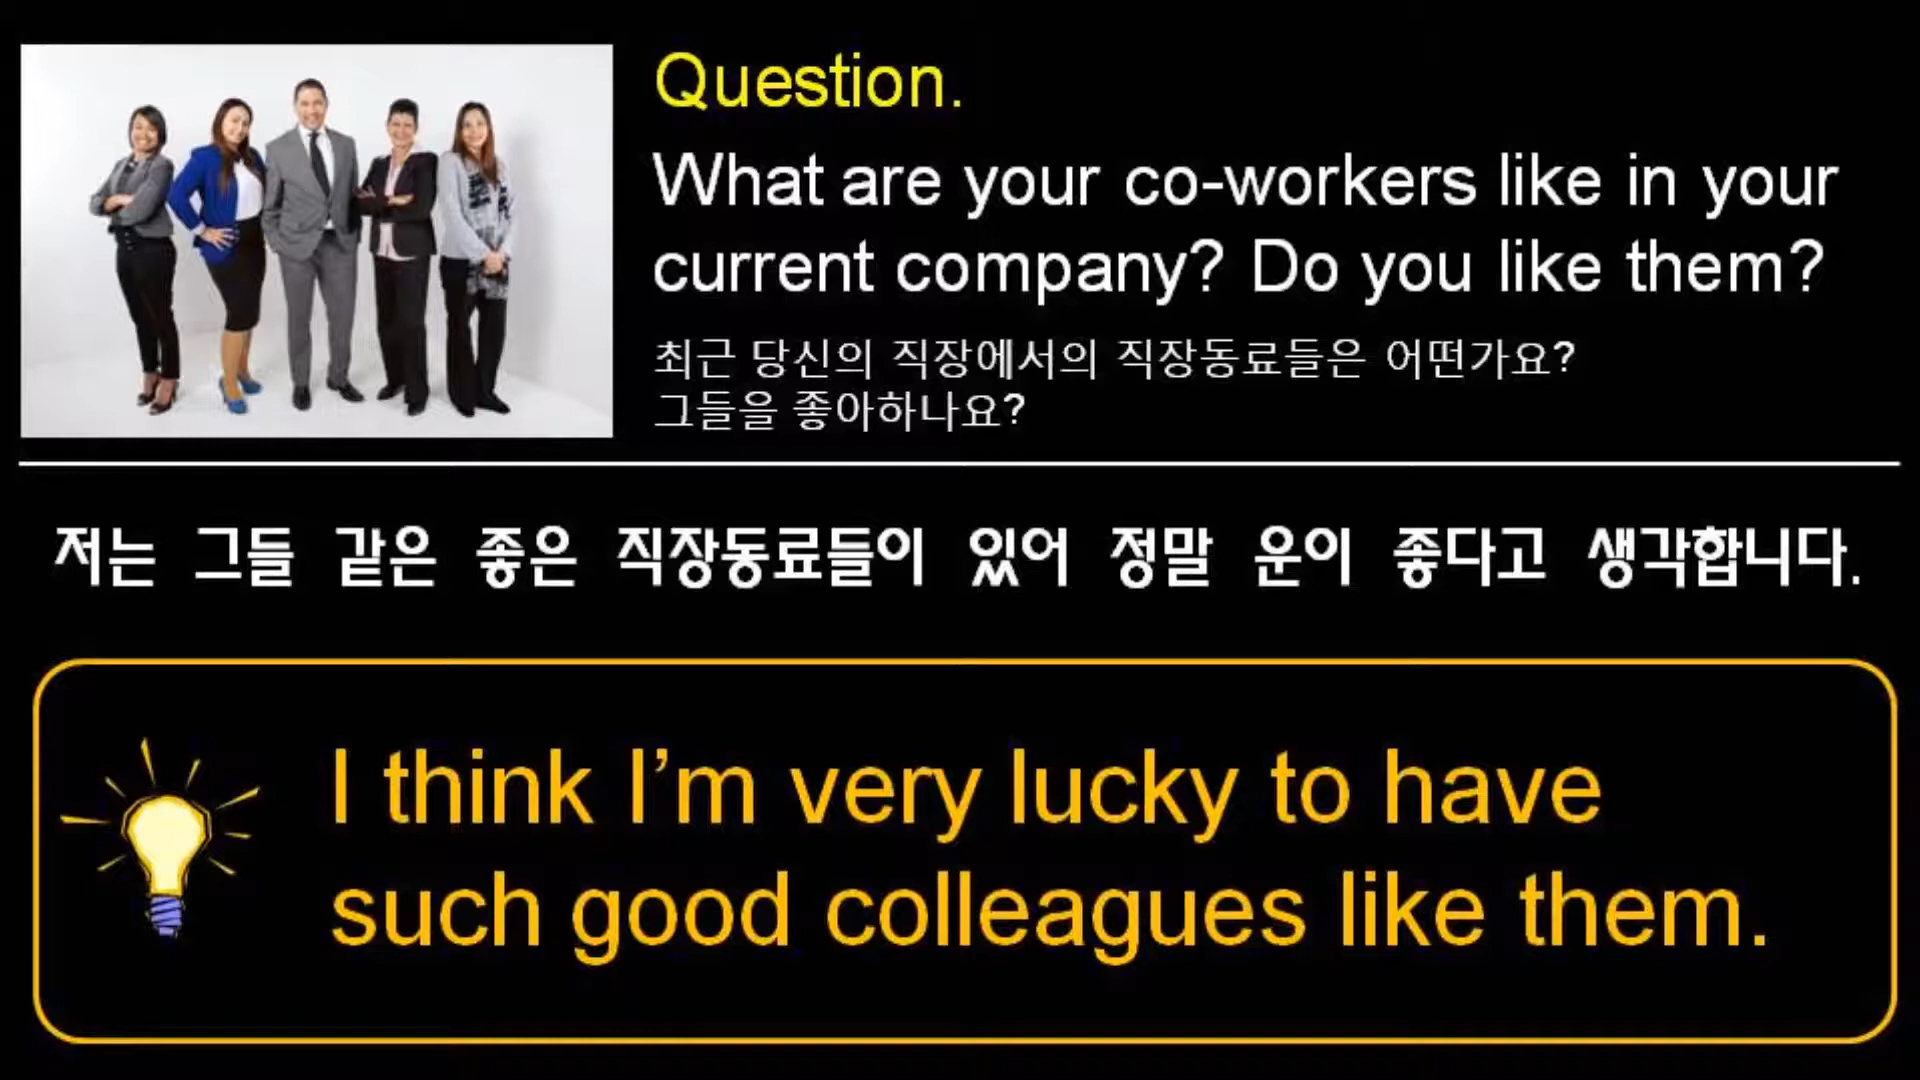 Question.
What are your co-workers like in your
current company? Do you like them?
최근 당신의 직장에서의 직장동료들은 어떤가요?
그들을 좋아하나요?
저는 그들 같은 좋은 직장동료들이 있어 정말 운이 좋다고 생각합니다.
I think I’m very lucky to have
such good colleagues like them.